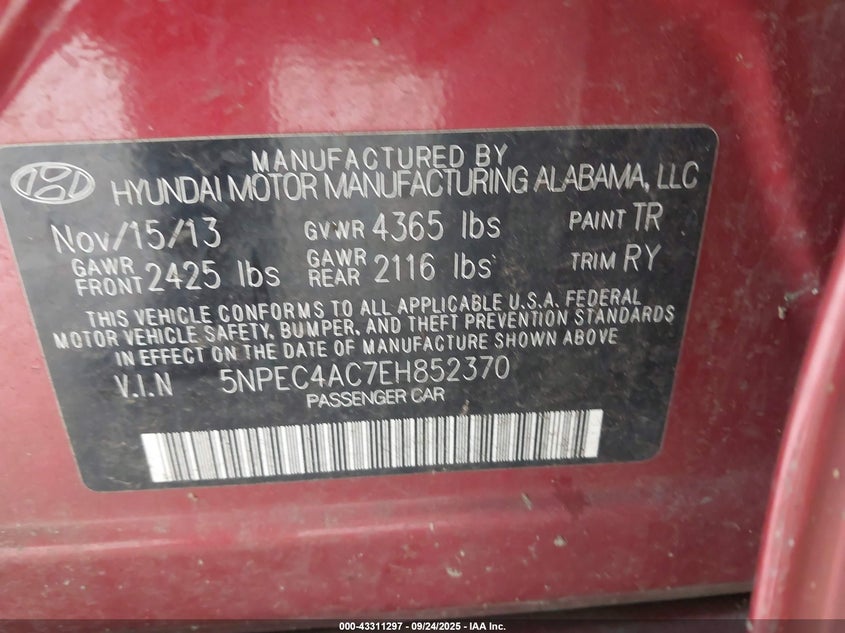 MANUFACTURED BY
HYUNDAI MOTOR MANUFACTURING ALABAMA, LLC
Nov/15/13 GVWR 4365 lbs PAINT TR
GAWR FRONT 2425 lbs GAWR REAR 2116 lbs TRIM RY
THIS VEHICLE CONFORMS TO ALL APPLICABLE U.S.A. FEDERAL
MOTOR VEHICLE SAFETY, BUMPER, AND THEFT PREVENTION STANDARDS
IN EFFECT ON THE DATE OF MANUFACTURE SHOWN ABOVE
V.I.N 5NPEC4AC7EH852370
PASSENGER CAR
000-43311297 - 09/24/2025 - IAA Inc.